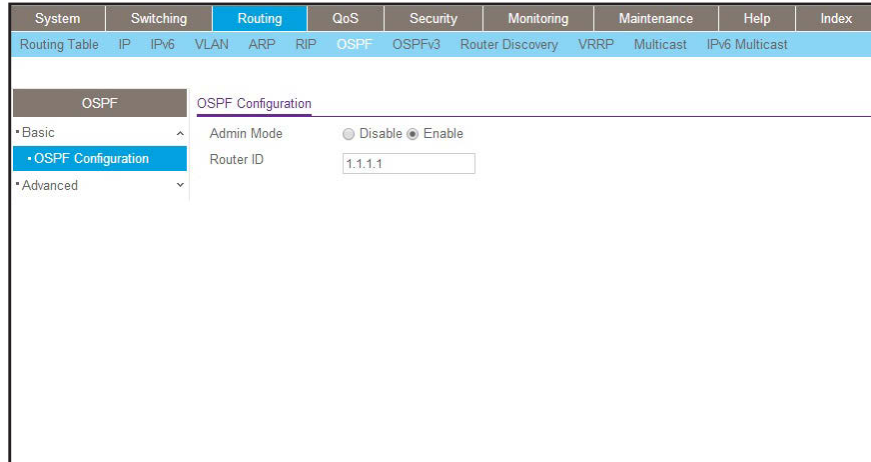 System Switching Routing QoS Security Monitoring Maintenance Help Index
Routing Table IP IPv6 VLAN ARP RIP OSPF OSPFv3 Router Discovery VRRP Multicast IPv6 Multicast
OSPF
OSPF Configuration
Basic
Admin Mode Disable Enable
OSPF Configuration
Router ID 1.1.1.1
Advanced